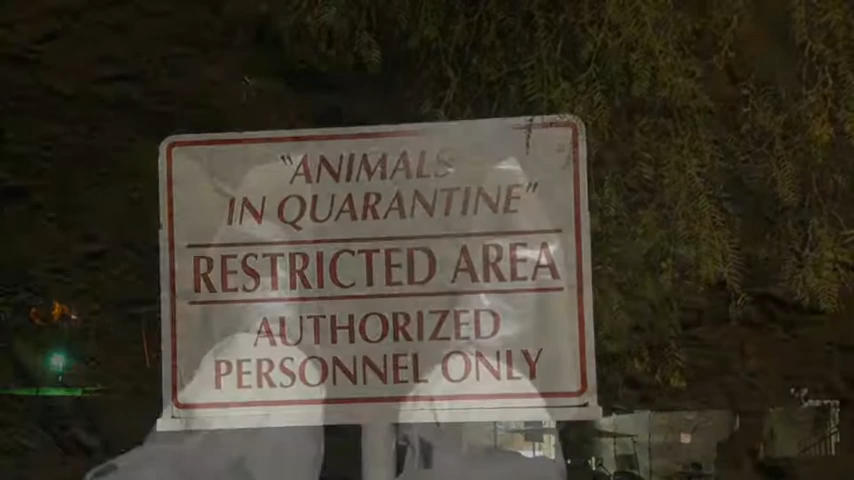 "ANIMALS
IN QUARANTINE"
RESTRICTED AREA
AUTHORIZED
PERSONNEL ONLY